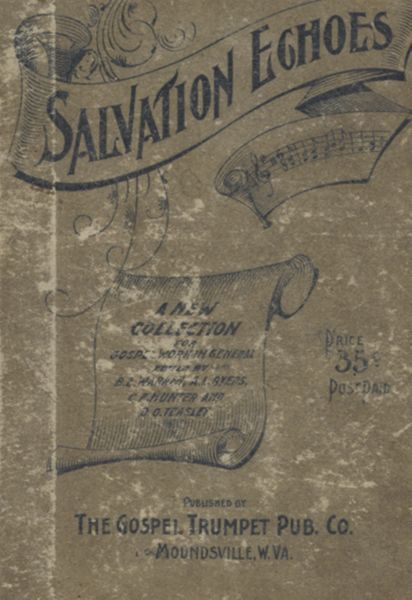 SALVATION ECHOES
A NEW
COLLECTION
FOR
GOSPEL WORK IN GENERAL
EDITED BY
B.E. WARREN, A.L. BYERS,
C.E. HUNTER AND
D.O. TEASLEY
PRICE
35¢
POSTPAID
PUBLISHED BY
THE GOSPEL TRUMPET PUB. CO.
MOUNDSVILLE, W. VA.